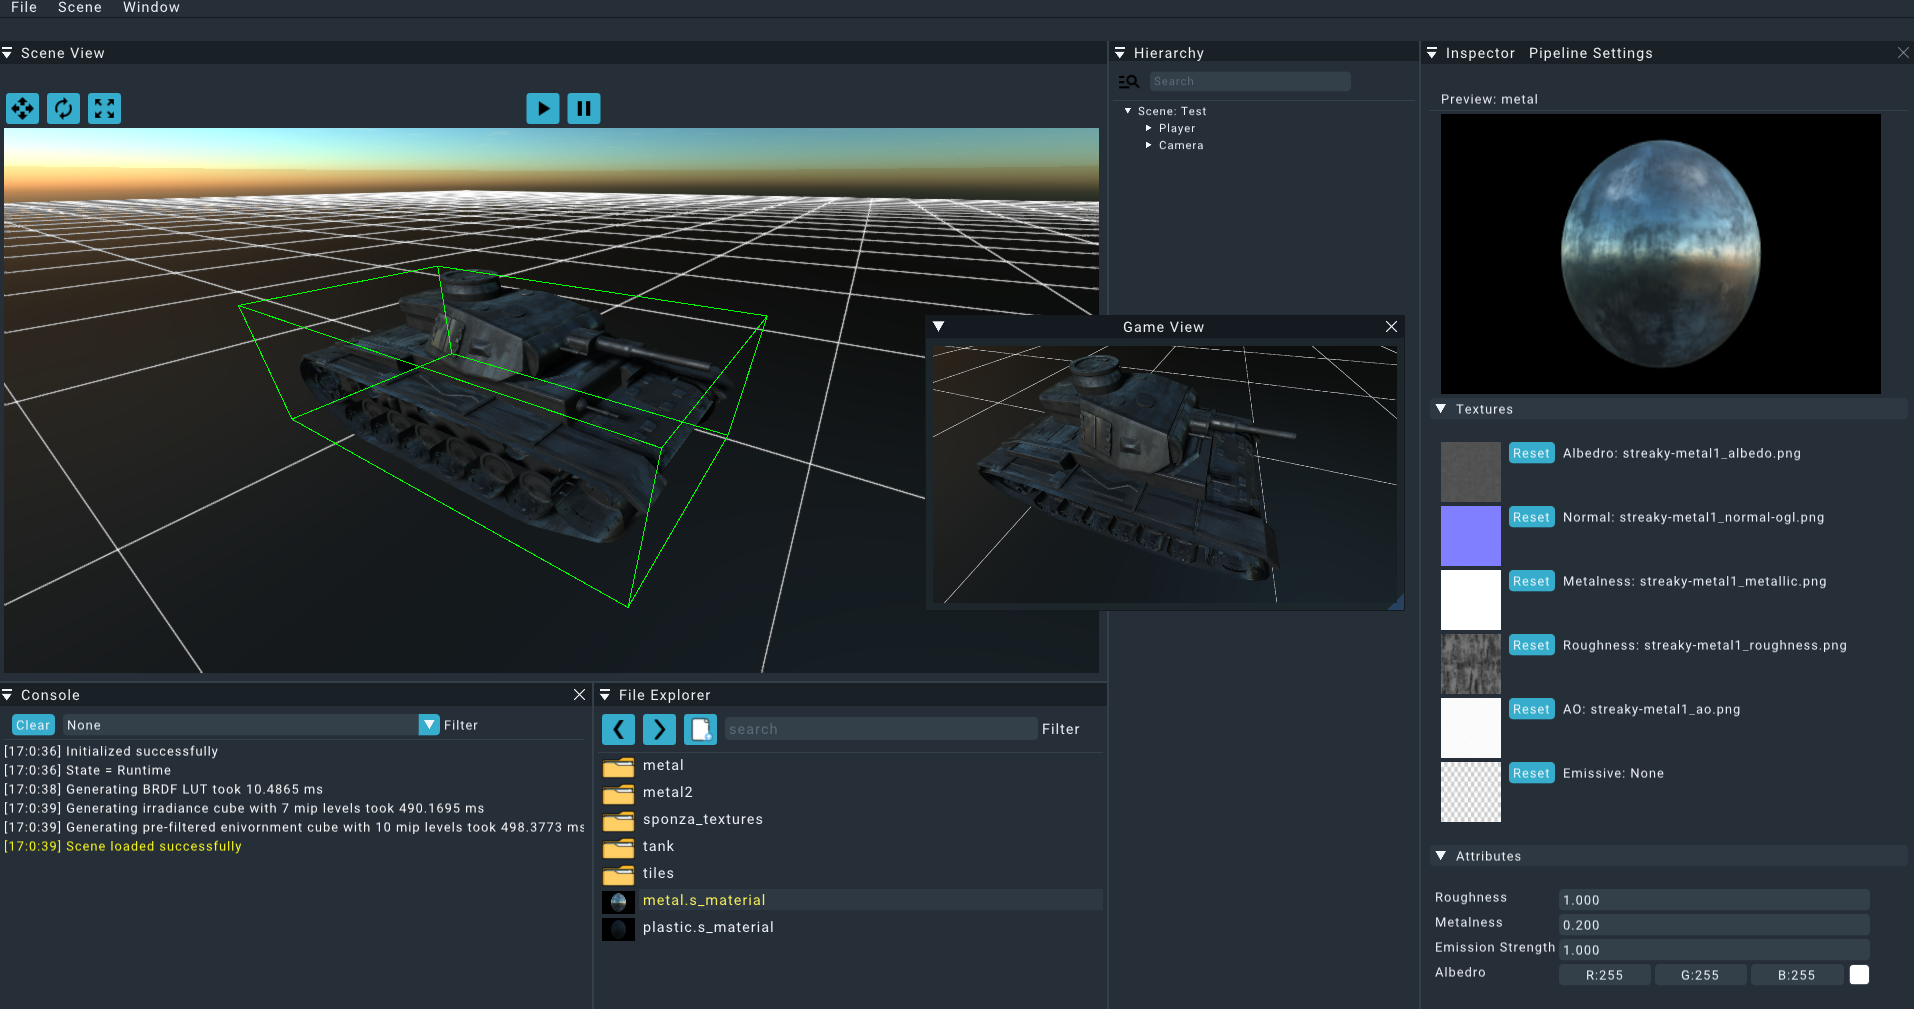 File Scene Window
Scene View
Hierarchy
Search
Scene: Test
Player
Camera
Game View
Inspector Pipeline Settings
Preview: metal
Textures
Reset Albedro: streaky-metal1_albedo.png
Reset Normal: streaky-metal1_normal-ogl.png
Reset Metalness: streaky-metal1_metallic.png
Reset Roughness: streaky-metal1_roughness.png
Reset AO: streaky-metal1_ao.png
Reset Emissive: None
Attributes
Roughness 1.000
Metalness 0.200
Emission Strength 1.000
Albedro R:255 G:255 B:255
Console
Clear None Filter
[17:0:36] Initialized successfully
[17:0:36] State = Runtime
[17:0:38] Generating BRDF LUT took 10.4865 ms
[17:0:39] Generating irradiance cube with 7 mip levels took 490.1695 ms
[17:0:39] Generating pre-filtered enivornment cube with 10 mip levels took 498.3773 ms
[17:0:39] Scene loaded successfully
File Explorer
search Filter
metal
metal2
sponza_textures
tank
tiles
metal.s_material
plastic.s_material